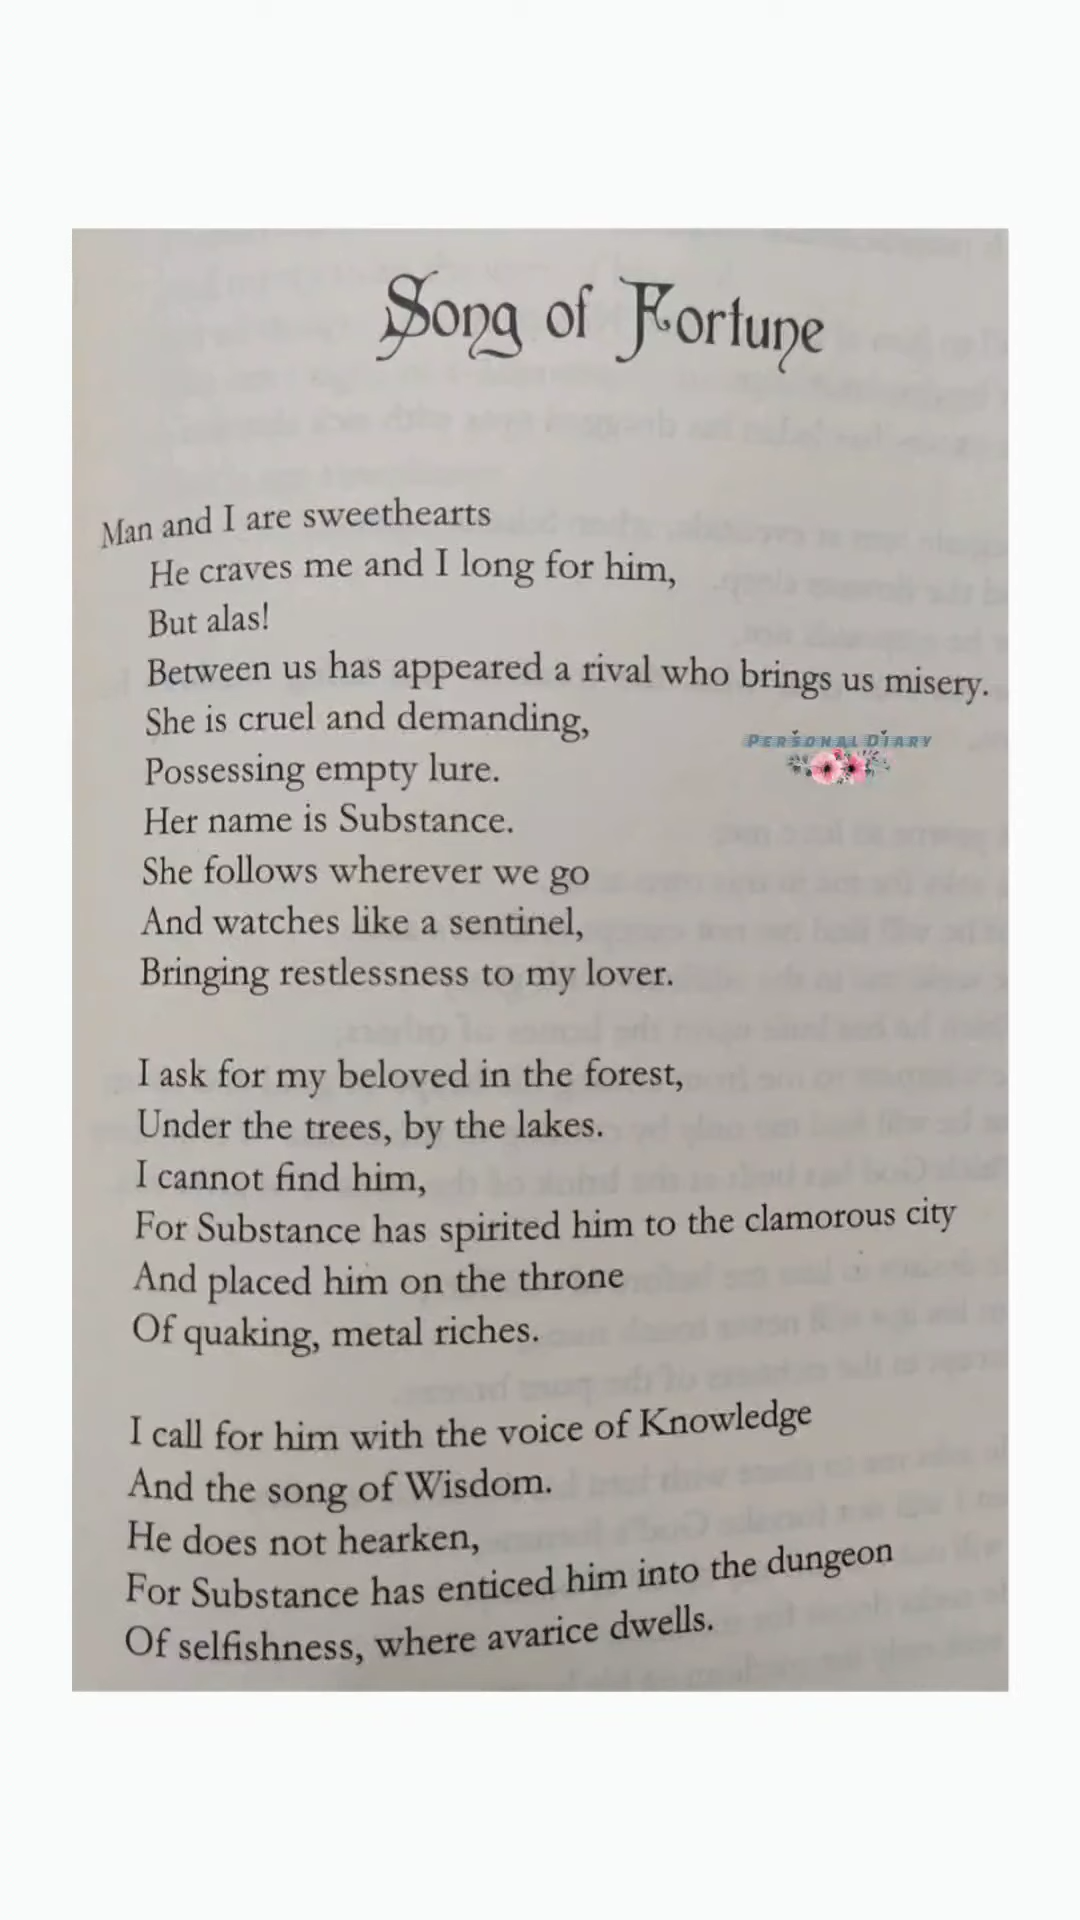 Song of Fortune
Man and I are sweethearts
He craves me and I long for him,
But alas!
Between us has appeared a rival who brings us misery.
She is cruel and demanding,
PERSONAL DIARY
Possessing empty lure.
Her name is Substance.
She follows wherever we go
And watches like a sentinel,
Bringing restlessness to my lover.
I ask for my beloved in the forest,
Under the trees, by the lakes.
I cannot find him,
For Substance has spirited him to the clamorous city
And placed him on the throne
Of quaking, metal riches.
I call for him with the voice of Knowledge
And the song of Wisdom.
He does not hearken,
For Substance has enticed him into the dungeon
Of selfishness, where avarice dwells.